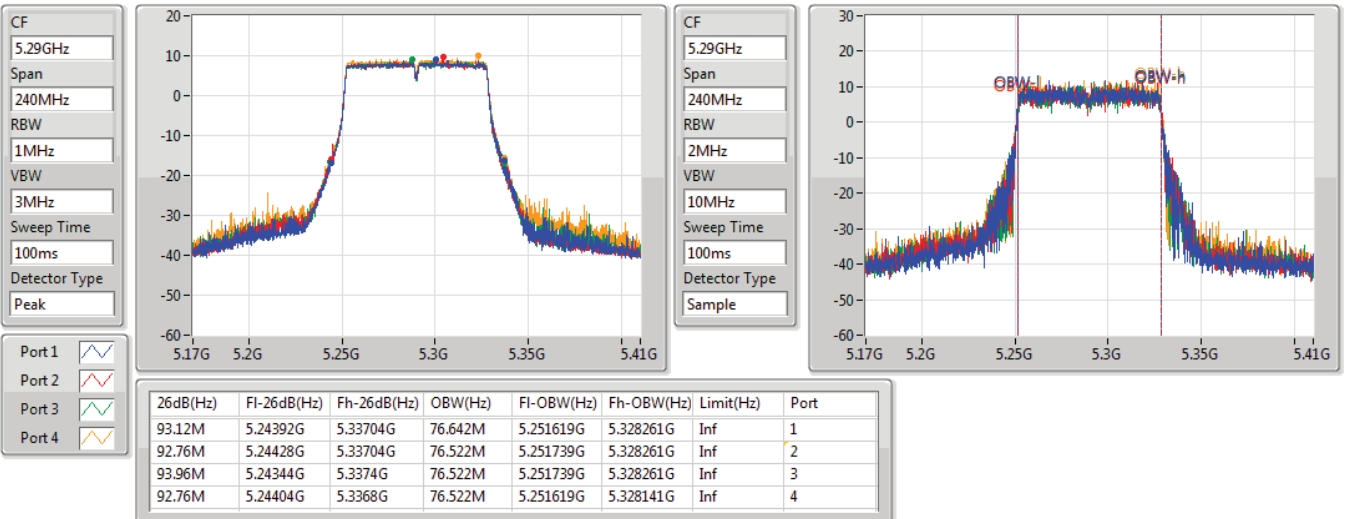 CF
5.29GHz
Span
240MHz
RBW
1MHz
VBW
3MHz
Sweep Time
100ms
Detector Type
Peak
20
10
0
-10
-20
-30
-40
-50
-60
5.17G 5.2G 5.25G 5.3G 5.35G 5.41G
CF
5.29GHz
Span
240MHz
RBW
2MHz
VBW
10MHz
Sweep Time
100ms
Detector Type
Sample
30
20
10
0
-10
-20
-30
-40
-50
-60
OBW-l OBW-h
5.17G 5.2G 5.25G 5.3G 5.35G 5.41G
Port 1
Port 2
Port 3
Port 4
26dB(Hz) Fl-26dB(Hz) Fh-26dB(Hz) OBW(Hz) Fl-OBW(Hz) Fh-OBW(Hz) Limit(Hz) Port
93.12M 5.24392G 5.33704G 76.642M 5.251619G 5.328261G Inf 1
92.76M 5.24428G 5.33704G 76.522M 5.251739G 5.328261G Inf 2
93.96M 5.24344G 5.3374G 76.522M 5.251739G 5.328261G Inf 3
92.76M 5.24404G 5.3368G 76.522M 5.251619G 5.328141G Inf 4